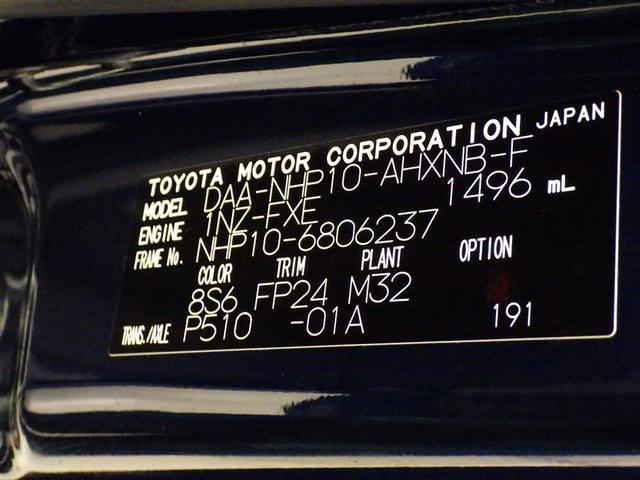 TOYOTA MOTOR CORPORATION JAPAN
MODEL DAA-NHP10-AHXNB-F
ENGINE 1NZ-FXE 1496 mL
FRAME No. NHP10-6806237
COLOR TRIM PLANT OPTION
8S6 FP24 M32
TRANS./AXLE P510 -01A 191